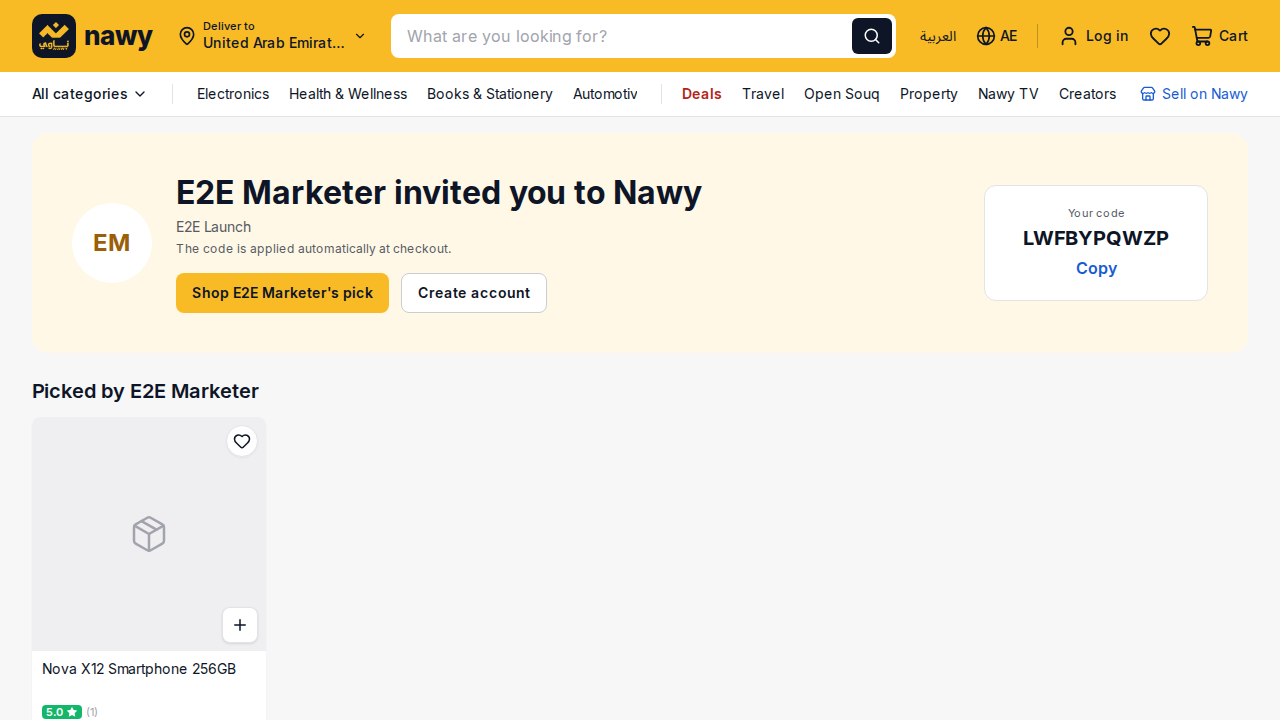 نـــاوي
NAWY
nawy
Deliver to
United Arab Emirat...
What are you looking for?
العربية
AE
Log in
Cart
All categories
Electronics
Health & Wellness
Books & Stationery
Automotiv
Deals
Travel
Open Souq
Property
Nawy TV
Creators
Sell on Nawy
EM
E2E Marketer invited you to Nawy
E2E Launch
The code is applied automatically at checkout.
Shop E2E Marketer's pick
Create account
Your code
LWFBYPQWZP
Copy
Picked by E2E Marketer
Nova X12 Smartphone 256GB
5.0
(1)